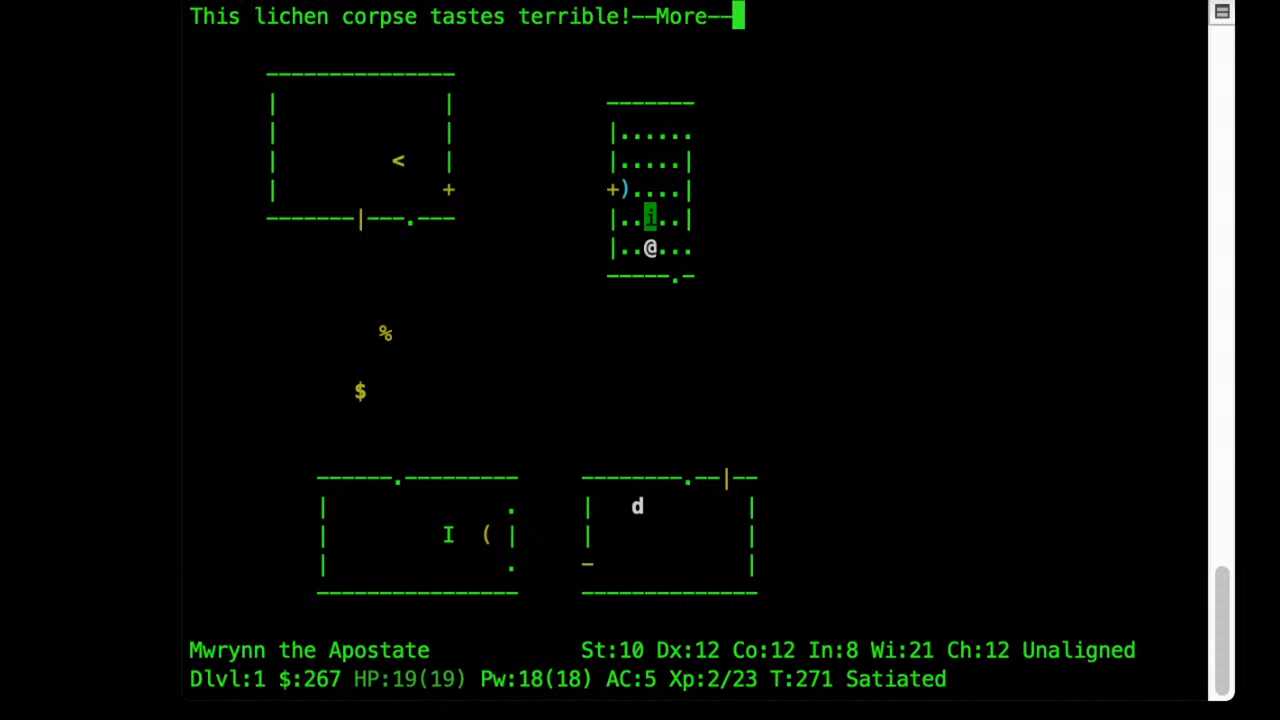 This lichen corpse tastes terrible!--More--
---------------
|             |             -------
|             |             |......
|         <   |             |.....|
|             +             +)....|
-------|---.---             |..i..|
|..@...
-----.-
%
$
------.---------     --------.--|--
|              .     |   d        |
|         I  ( |     |            |
|              .     -            |
----------------     --------------
Mwrynn the Apostate             St:10 Dx:12 Co:12 In:8 Wi:21 Ch:12 Unaligned
Dlvl:1 $:267 HP:19(19) Pw:18(18) AC:5 Xp:2/23 T:271 Satiated